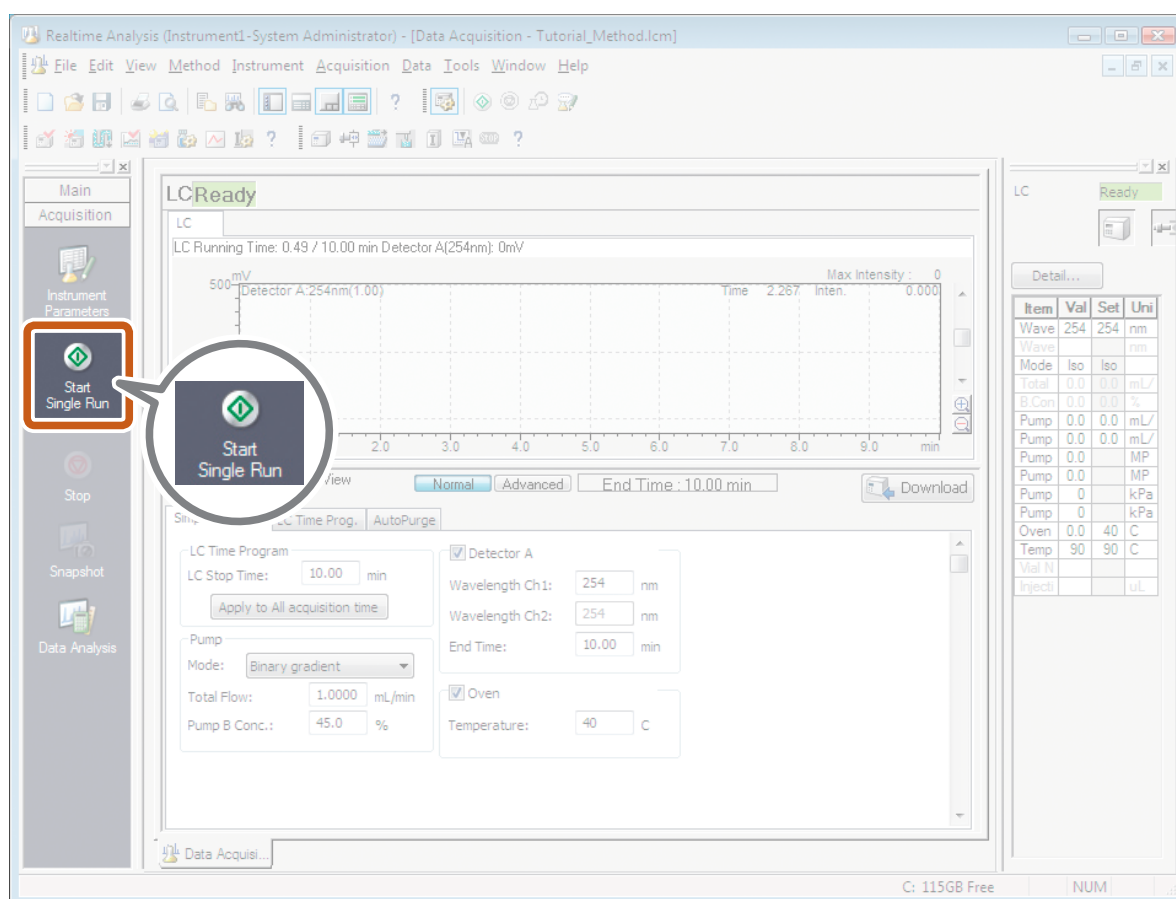 Realtime Analysis (Instrument1-System Administrator) - [Data Acquisition - Tutorial_Method.lcm]
File Edit View Method Instrument Acquisition Data Tools Window Help
Main
Acquisition
Instrument
Parameters
Start
Single Run
Stop
Snapshot
Data Analysis
LC Ready
LC
LC Running Time: 0.49 / 10.00 min Detector A(254nm): 0mV
mV
Max Intensity : 0
500
Detector A:254nm(1.00)
Time 2.267 Inten. 0.000
2.0 3.0 4.0 5.0 6.0 7.0 8.0 9.0 min
Start
Single Run
View
Normal Advanced End Time : 10.00 min Download
LC Time Prog. AutoPurge
LC Time Program
LC Stop Time: 10.00 min
Apply to All acquisition time
Pump
Mode: Binary gradient
Total Flow: 1.0000 mL/min
Pump B Conc.: 45.0 %
Detector A
Wavelength Ch1: 254 nm
Wavelength Ch2: 254 nm
End Time: 10.00 min
Oven
Temperature: 40 C
Data Acquisi...
LC Ready
Detail...
Item Val Set Uni
Wave 254 254 nm
Wave nm
Mode Iso Iso
Total 0.0 0.0 mL/
B.Con 0.0 0.0 %
Pump 0.0 0.0 mL/
Pump 0.0 0.0 mL/
Pump 0.0 MP
Pump 0.0 MP
Pump 0 kPa
Pump 0 kPa
Oven 0.0 40 C
Temp 90 90 C
Vial N
Injecti uL
C: 115GB Free NUM